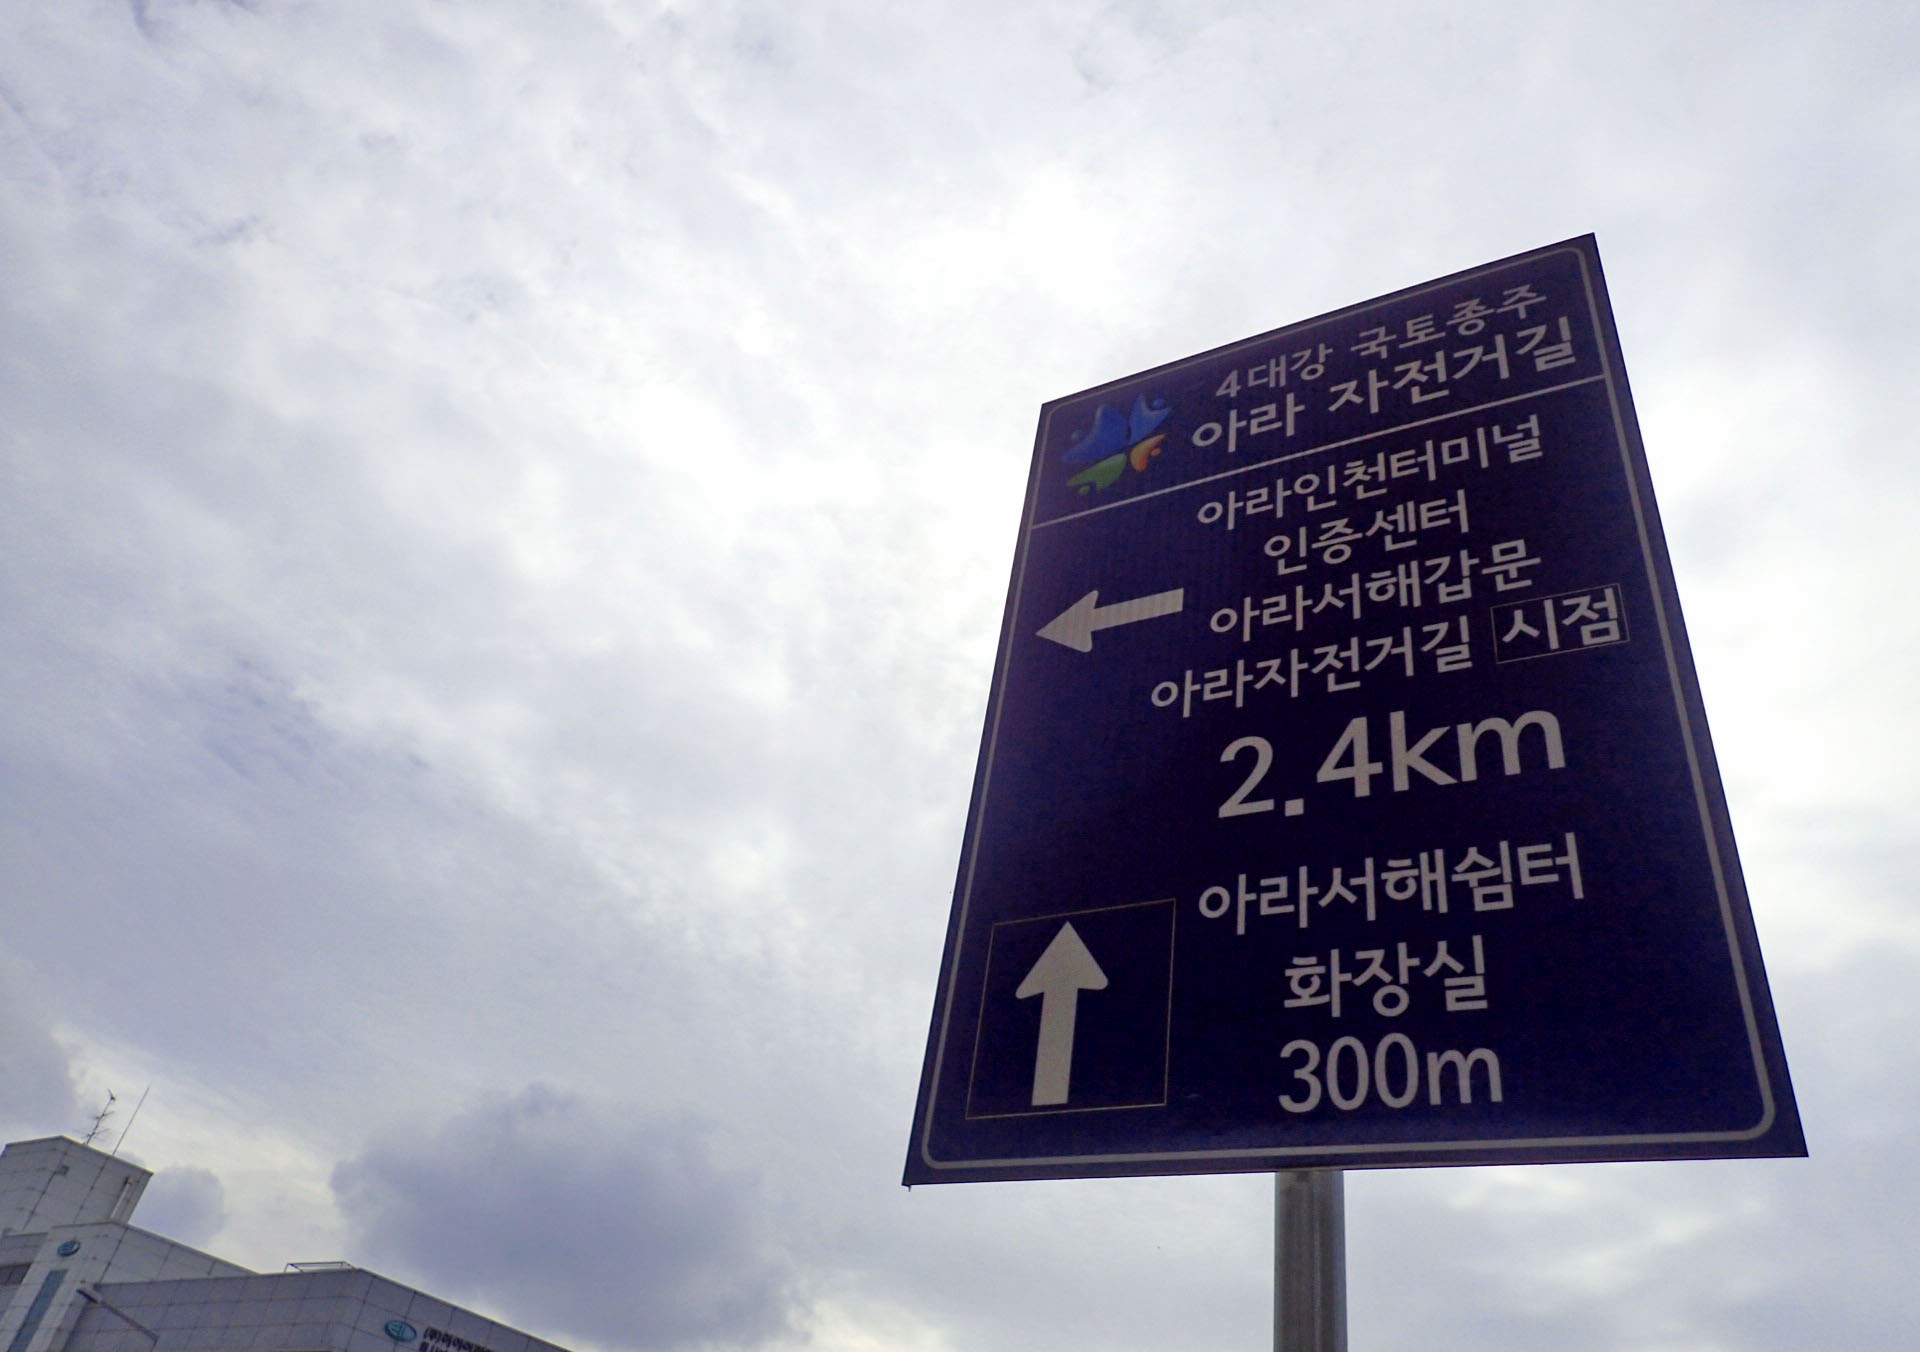 4대강 국토종주
아라 자전거길
아라인천터미널
인증센터
아라서해갑문
아라자전거길 시점
2.4km
아라서해쉼터
화장실
300m